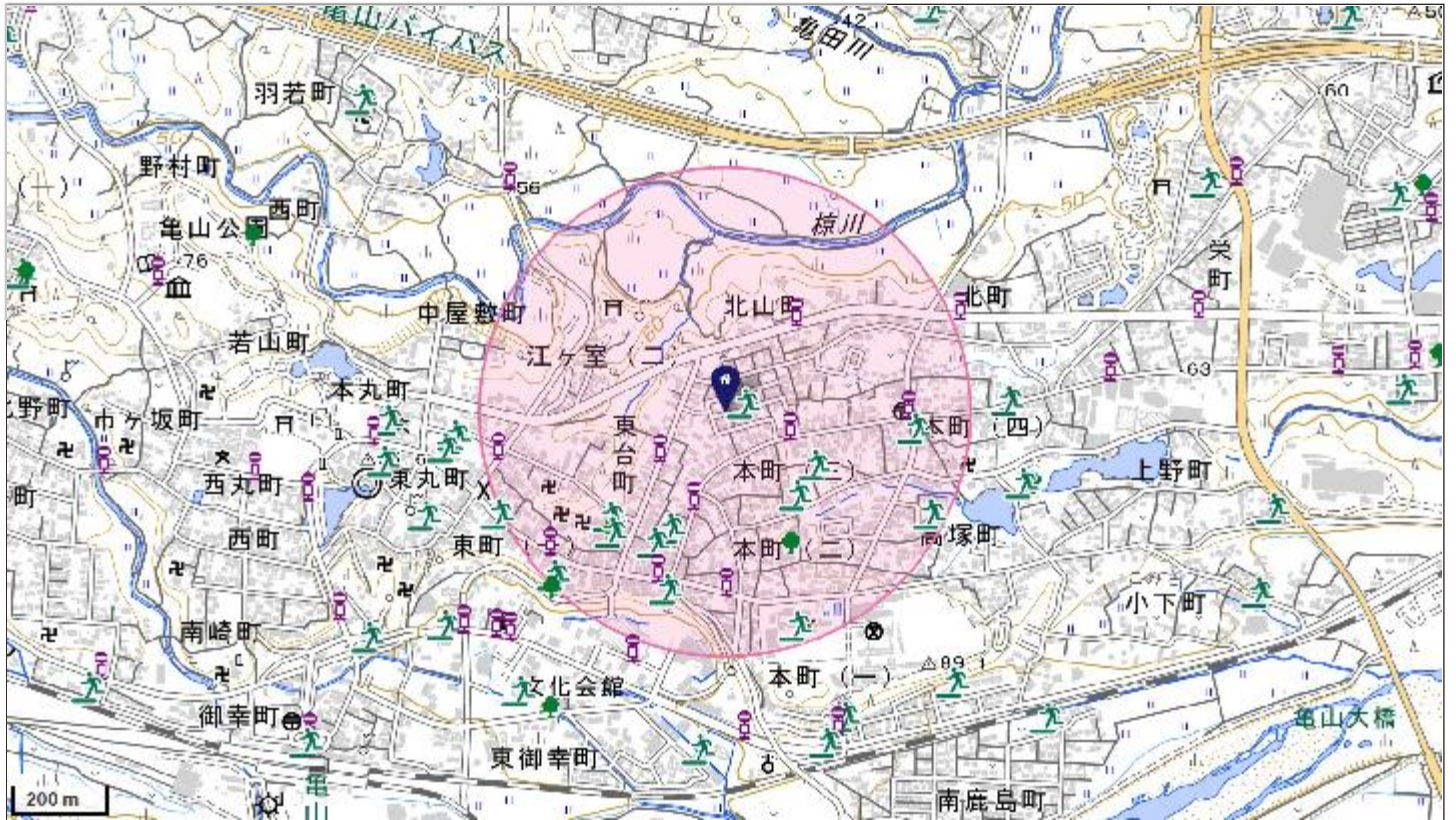 亀山バイパス
42
亀田川
羽若町
60
野村町
56
西町
50
亀山公園
椋川
栄町
76
北山町
北町
中屋敷町
若山町
江ヶ室（二）
63
本丸町
市ヶ坂町
東台町
本町（四）
本町（三）
上野町
西丸町
東丸町
西町
東町（一）
本町（二）
高塚町
小下町
南崎町
89
本町（一）
文化会館
御幸町
亀山大橋
東御幸町
亀山
200 m
南鹿島町